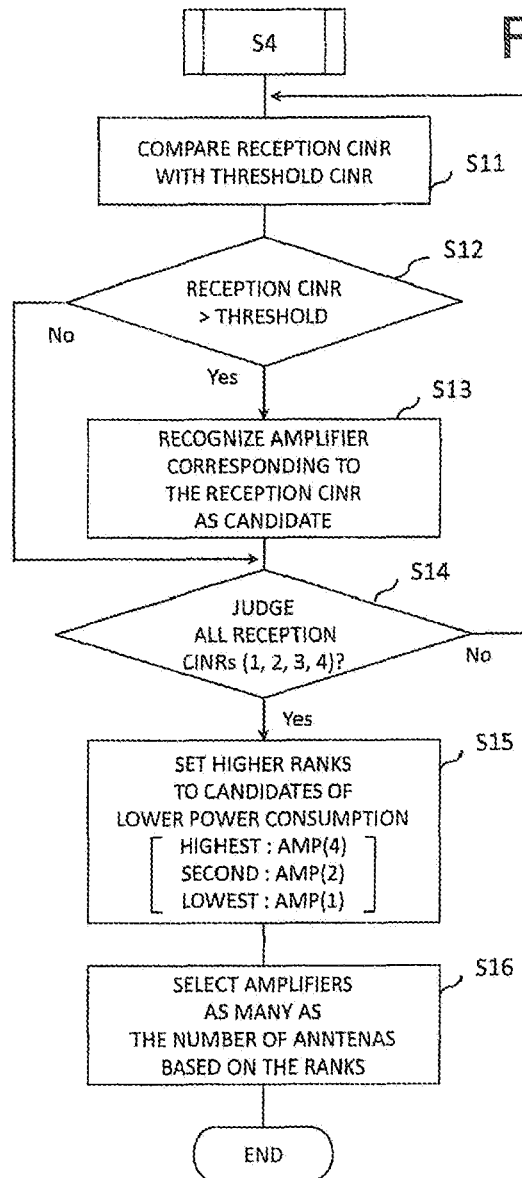 S4
F
COMPARE RECEPTION CINR
WITH THRESHOLD CINR
S11
S12
RECEPTION CINR
> THRESHOLD
No
Yes
S13
RECOGNIZE AMPLIFIER
CORRESPONDING TO
THE RECEPTION CINR
AS CANDIDATE
S14
JUDGE
ALL RECEPTION
CINRs (1, 2, 3, 4)?
No
Yes
S15
SET HIGHER RANKS
TO CANDIDATES OF
LOWER POWER CONSUMPTION
HIGHEST : AMP(4)
SECOND : AMP(2)
LOWEST : AMP(1)
S16
SELECT AMPLIFIERS
AS MANY AS
THE NUMBER OF ANNTENAS
BASED ON THE RANKS
END